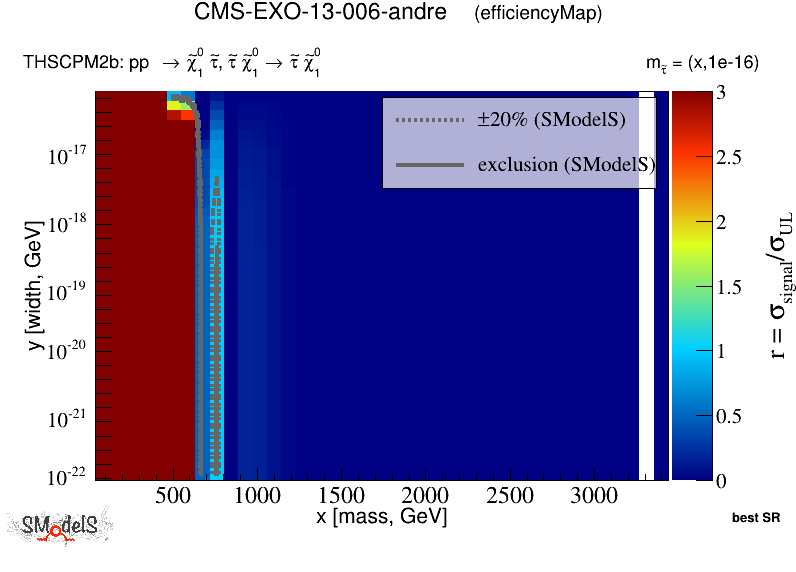 CMS-EXO-13-006-andre (efficiencyMap)
THSCPM2b: pp → χ̃₁⁰ τ̃, τ̃ χ̃₁⁰ → τ̃ χ̃₁⁰
m_τ̃ = (x,1e-16)
±20% (SModelS)
exclusion (SModelS)
y [width, GeV]
10⁻¹⁷
10⁻¹⁸
10⁻¹⁹
10⁻²⁰
10⁻²¹
10⁻²²
500 1000 1500 2000 2500 3000
x [mass, GeV]
3
2.5
2
1.5
1
0.5
0
r = σ_signal/σ_UL
SModelS
best SR